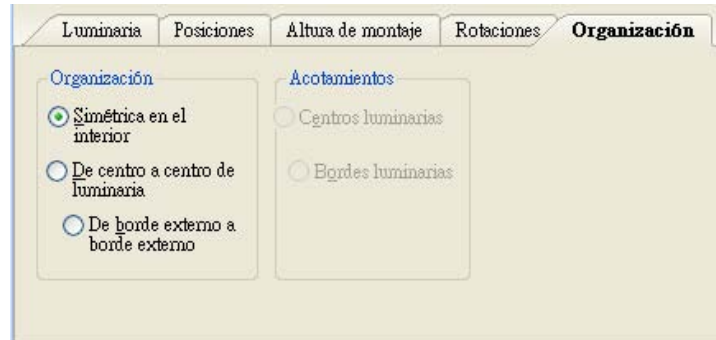 Luminaria Posiciones Altura de montaje Rotaciones Organización
Organización
Simétrica en el
interior
De centro a centro de
luminaria
De borde externo a
borde externo
Acotamientos
Centros luminarias
Bordes luminarias